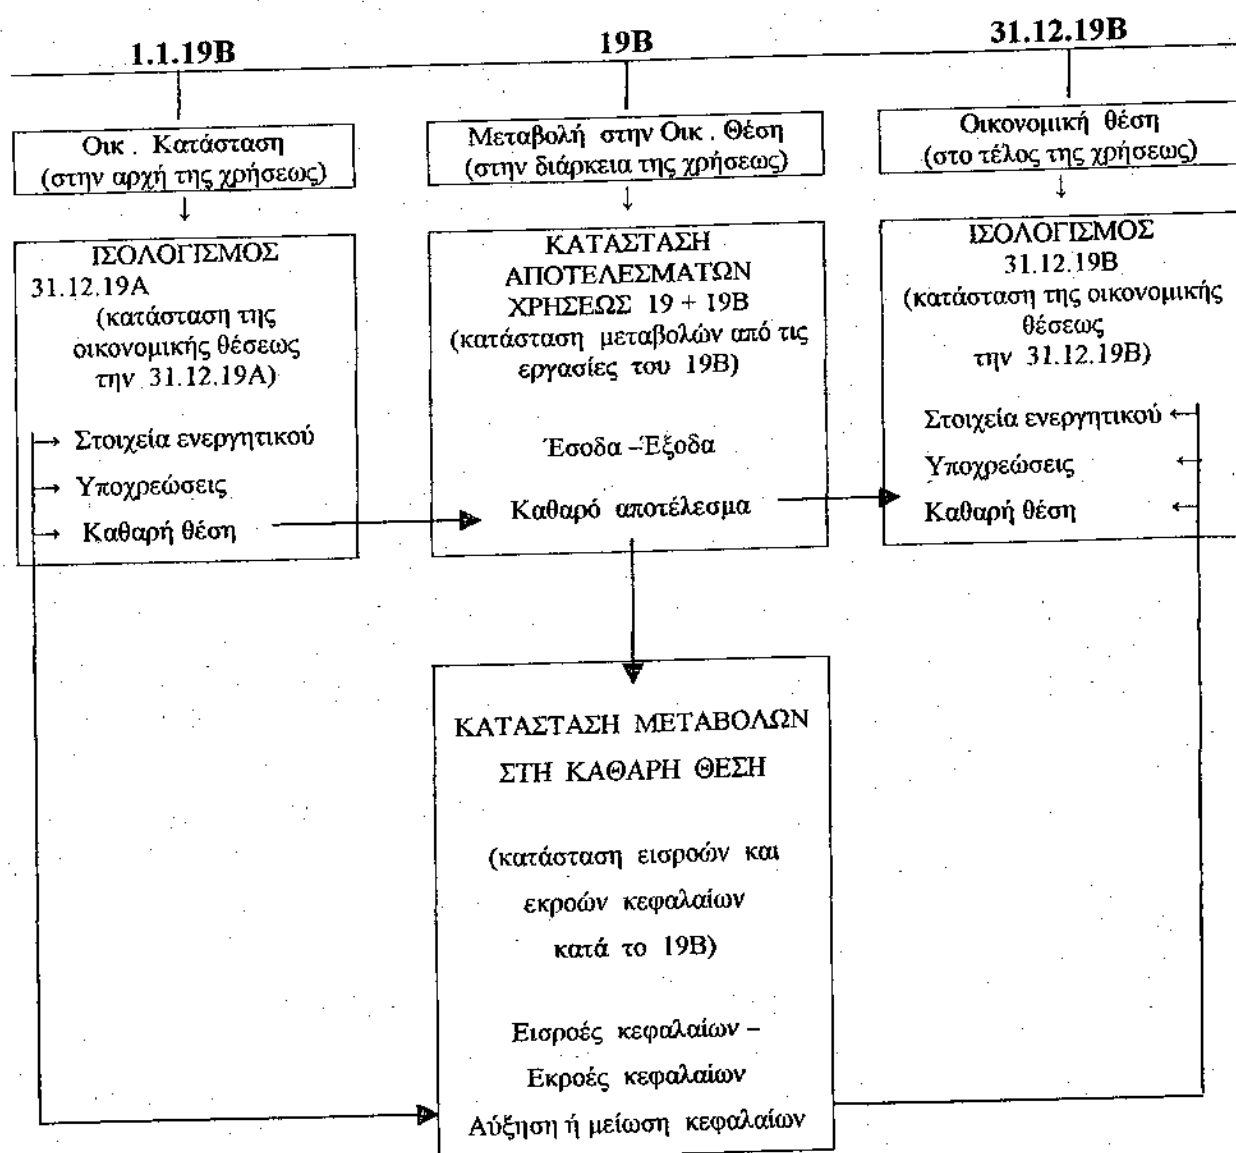 1.1.19B
19B
31.12.19B
Οικ . Κατάσταση
(στην αρχή της χρήσεως)
Μεταβολή στην Οικ . Θέση
(στην διάρκεια της χρήσεως)
Οικονομική θέση
(στο τέλος της χρήσεως)
ΙΣΟΛΟΓΙΣΜΟΣ
31.12.19Α
(κατάσταση της
οικονομικής θέσεως
την 31.12.19Α)
Στοιχεία ενεργητικού
Υποχρεώσεις
Καθαρή θέση
ΚΑΤΑΣΤΑΣΗ
ΑΠΟΤΕΛΕΣΜΑΤΩΝ
ΧΡΗΣΕΩΣ 19 + 19Β
(κατάσταση μεταβολών από τις
εργασίες του 19Β)
Έσοδα –Έξοδα
Καθαρό αποτέλεσμα
ΙΣΟΛΟΓΙΣΜΟΣ
31.12.19Β
(κατάσταση της οικονομικής
θέσεως
την 31.12.19Β)
Στοιχεία ενεργητικού
Υποχρεώσεις
Καθαρή θέση
ΚΑΤΑΣΤΑΣΗ ΜΕΤΑΒΟΛΩΝ
ΣΤΗ ΚΑΘΑΡΗ ΘΕΣΗ
(κατάσταση εισροών και
εκροών κεφαλαίων
κατά το 19Β)
Εισροές κεφαλαίων –
Εκροές κεφαλαίων
Αύξηση ή μείωση κεφαλαίων